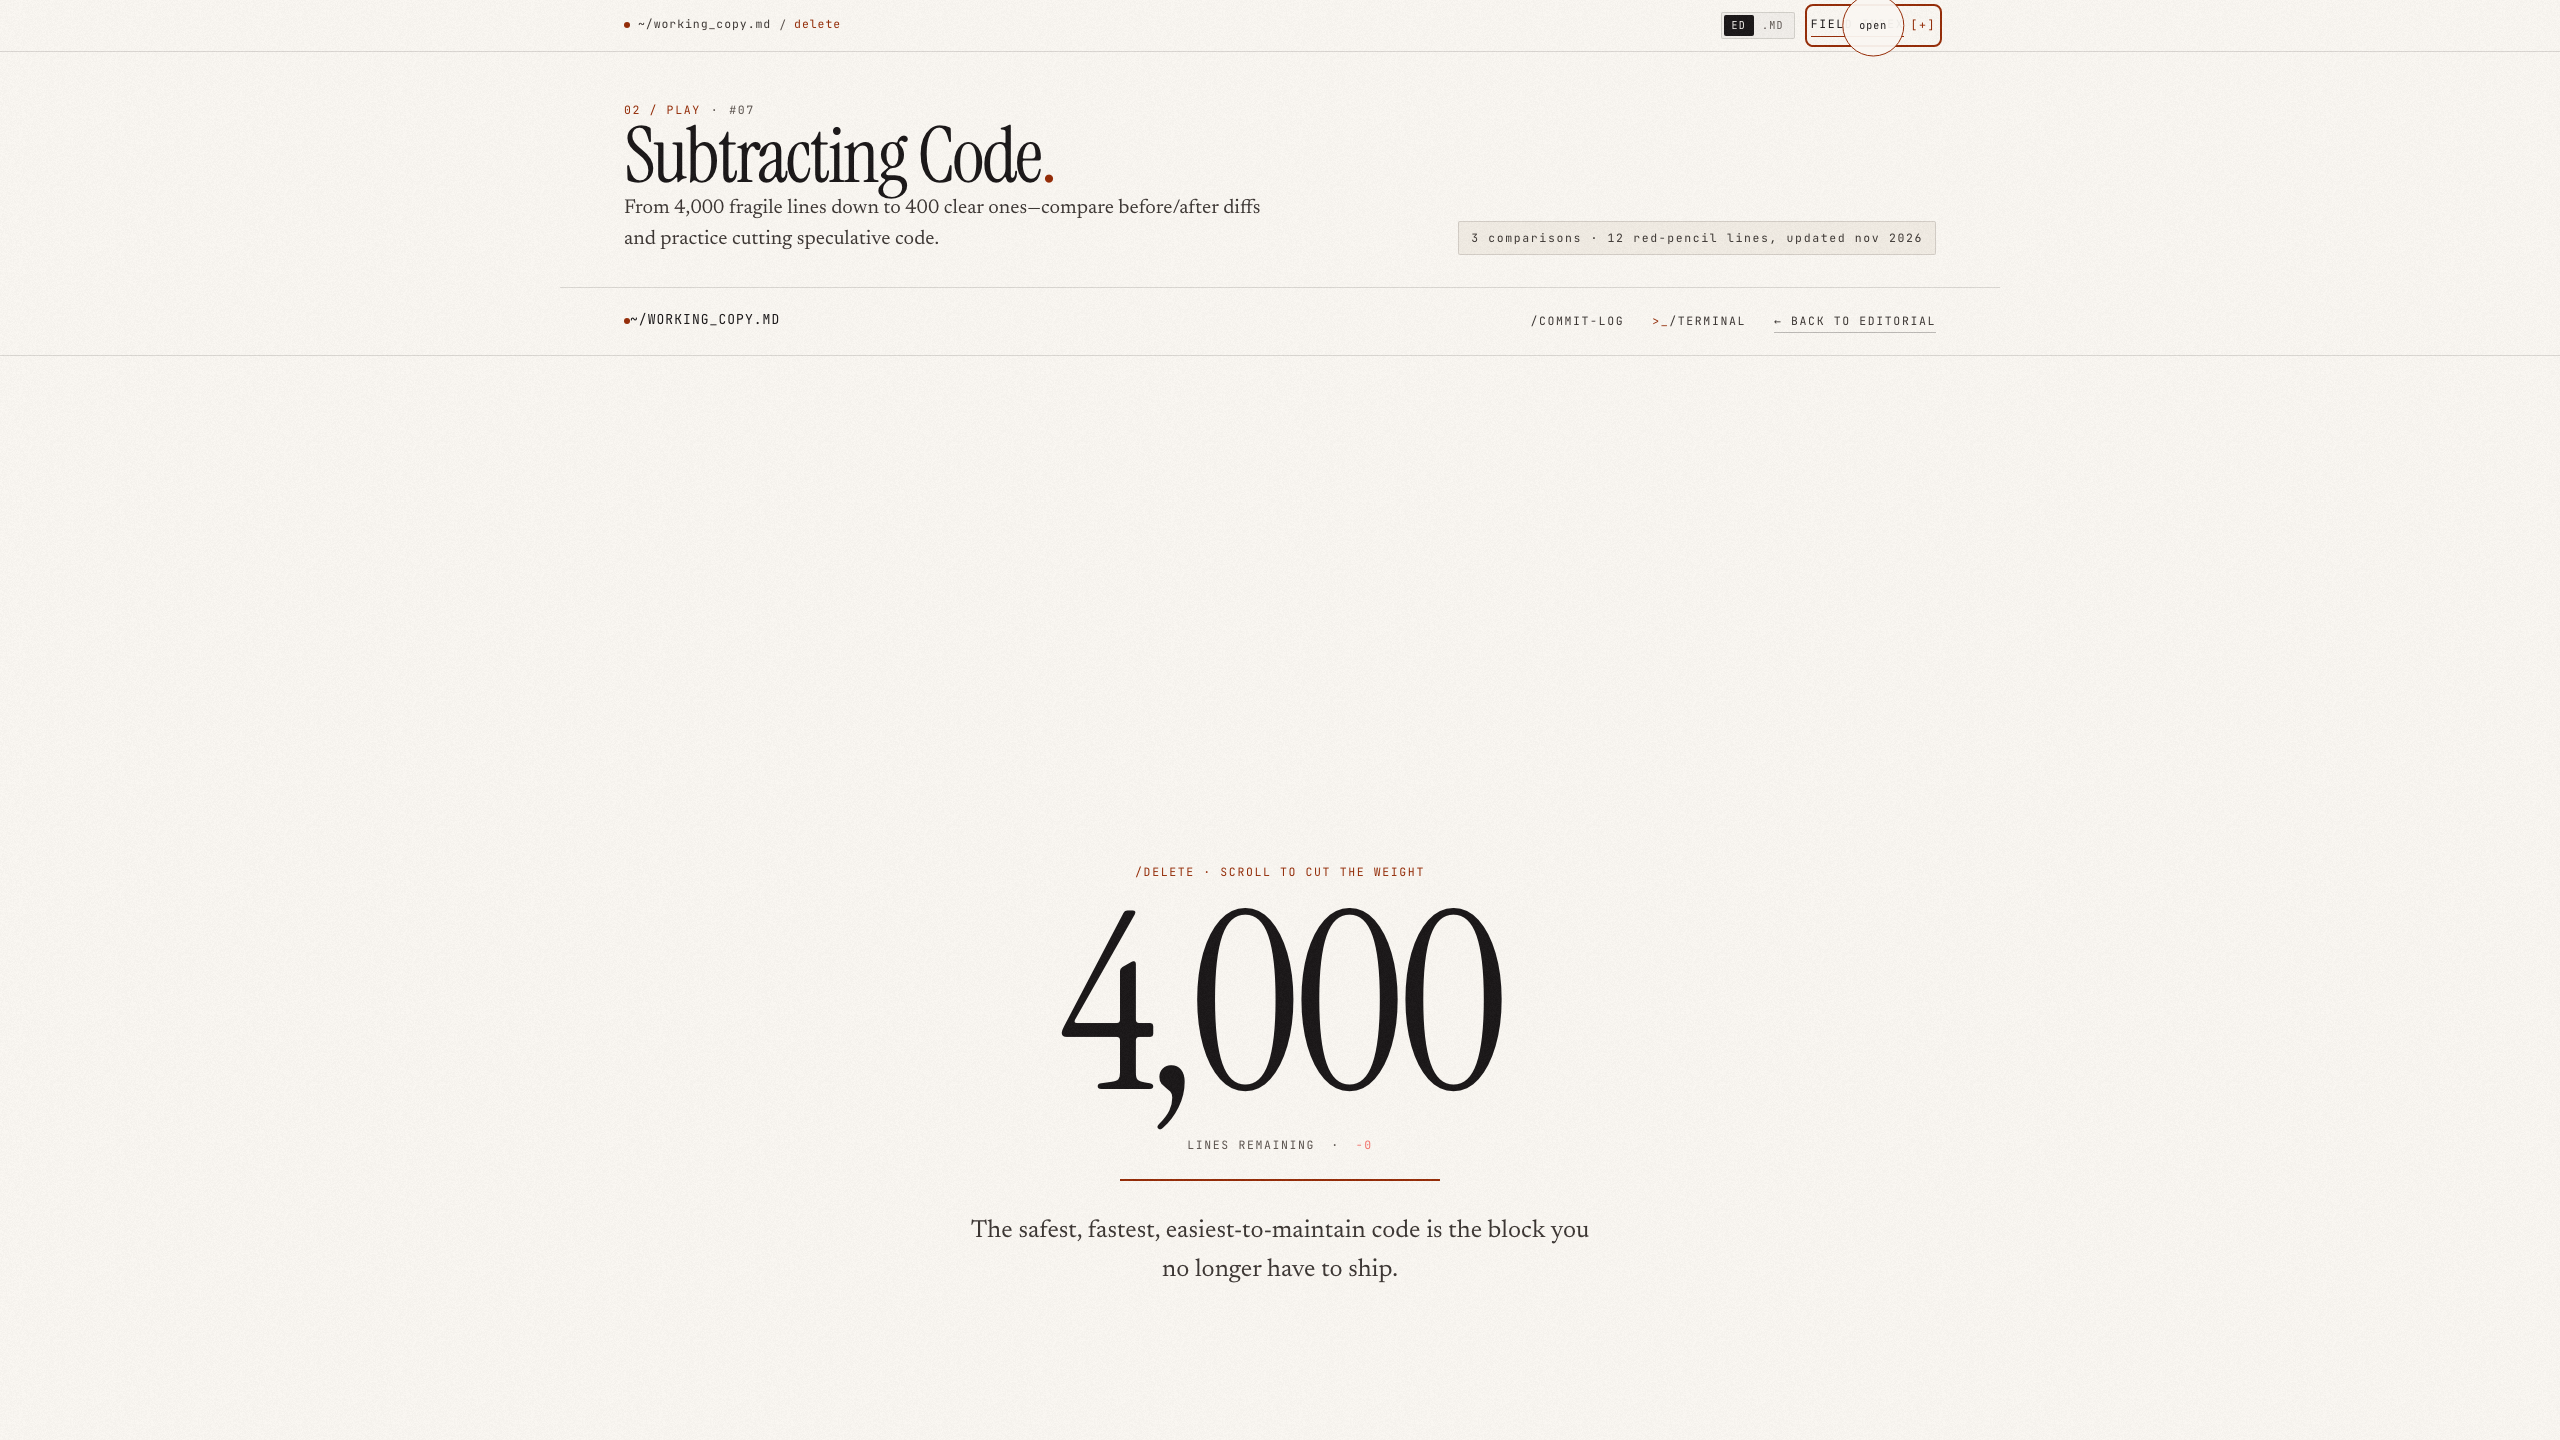 ~/working_copy.md / delete
ED .MD
open [+]
02 / PLAY · #07
Subtracting Code.
From 4,000 fragile lines down to 400 clear ones—compare before/after diffs
and practice cutting speculative code.
3 comparisons · 12 red-pencil lines, updated nov 2026
~/WORKING_COPY.MD
/COMMIT-LOG >_/TERMINAL ← BACK TO EDITORIAL
/DELETE · SCROLL TO CUT THE WEIGHT
4,000
LINES REMAINING · -0
The safest, fastest, easiest-to-maintain code is the block you
no longer have to ship.